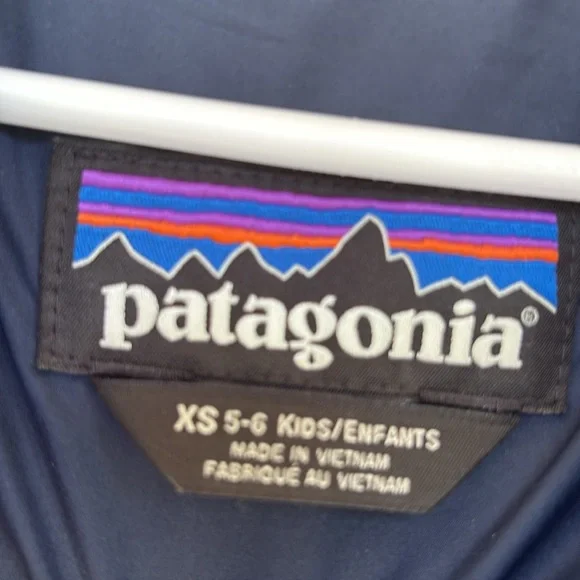 patagonia®
XS 5-6 KIDS/ENFANTS
MADE IN VIETNAM
FABRIQUÉ AU VIETNAM